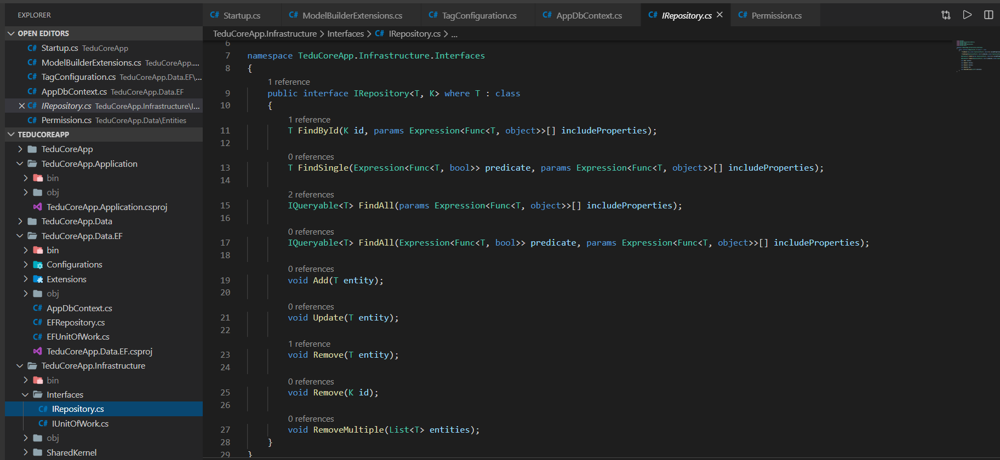 EXPLORER
OPEN EDITORS
C# Startup.cs TeduCoreApp
C# ModelBuilderExtensions.cs TeduCoreApp....
C# TagConfiguration.cs TeduCoreApp.Data.EF\...
C# AppDbContext.cs TeduCoreApp.Data.EF
C# IRepository.cs TeduCoreApp.Infrastructure\I...
C# Permission.cs TeduCoreApp.Data\Entities
TEDUCOREAPP
TeduCoreApp
TeduCoreApp.Application
bin
obj
TeduCoreApp.Application.csproj
TeduCoreApp.Data
TeduCoreApp.Data.EF
bin
Configurations
Extensions
obj
C# AppDbContext.cs
C# EFRepository.cs
C# EFUnitOfWork.cs
TeduCoreApp.Data.EF.csproj
TeduCoreApp.Infrastructure
bin
Interfaces
C# IRepository.cs
C# IUnitOfWork.cs
obj
SharedKernel
C# Startup.cs C# ModelBuilderExtensions.cs C# TagConfiguration.cs C# AppDbContext.cs C# IRepository.cs C# Permission.cs
TeduCoreApp.Infrastructure > Interfaces > C# IRepository.cs > ...
6
7 namespace TeduCoreApp.Infrastructure.Interfaces
8 {
1 reference
9 public interface IRepository<T, K> where T : class
10 {
1 reference
11 T FindById(K id, params Expression<Func<T, object>>[] includeProperties);
12
0 references
13 T FindSingle(Expression<Func<T, bool>> predicate, params Expression<Func<T, object>>[] includeProperties);
14
2 references
15 IQueryable<T> FindAll(params Expression<Func<T, object>>[] includeProperties);
16
0 references
17 IQueryable<T> FindAll(Expression<Func<T, bool>> predicate, params Expression<Func<T, object>>[] includeProperties);
18
0 references
19 void Add(T entity);
20
0 references
21 void Update(T entity);
22
1 reference
23 void Remove(T entity);
24
0 references
25 void Remove(K id);
26
0 references
27 void RemoveMultiple(List<T> entities);
28 }
29 }